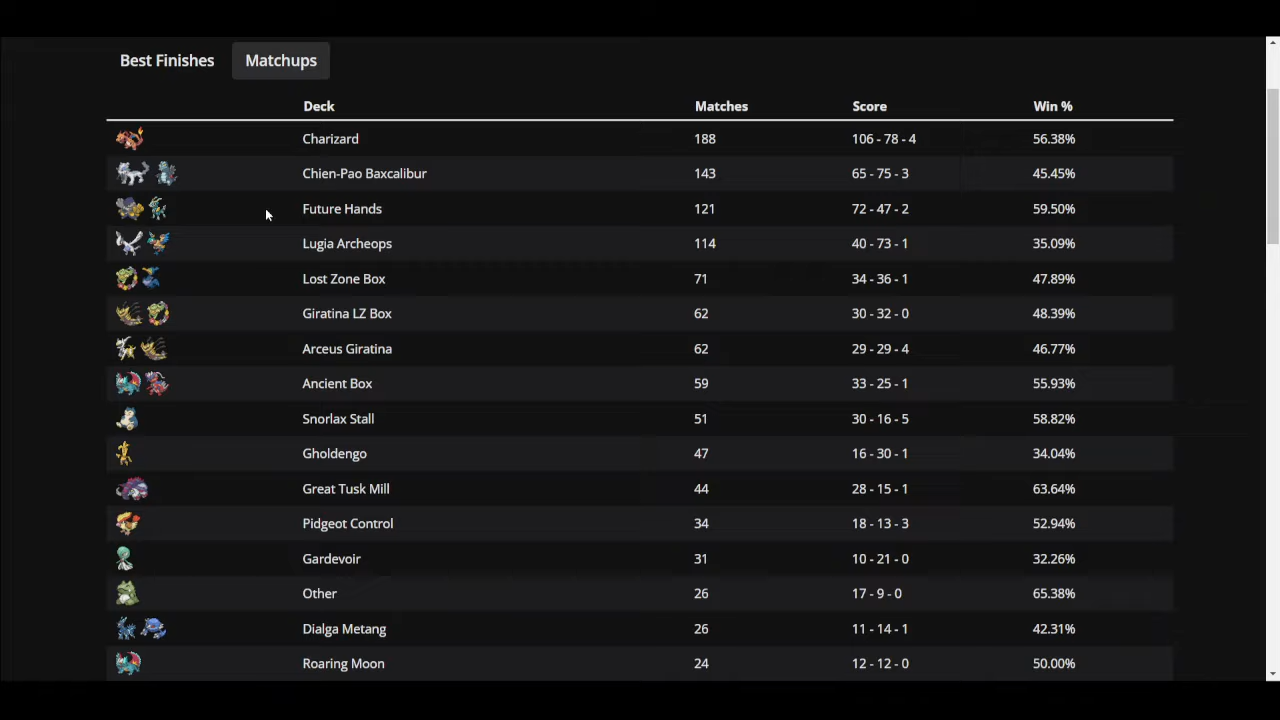 Best Finishes Matchups
Deck Matches Score Win %
Charizard 188 106 - 78 - 4 56.38%
Chien-Pao Baxcalibur 143 65 - 75 - 3 45.45%
Future Hands 121 72 - 47 - 2 59.50%
Lugia Archeops 114 40 - 73 - 1 35.09%
Lost Zone Box 71 34 - 36 - 1 47.89%
Giratina LZ Box 62 30 - 32 - 0 48.39%
Arceus Giratina 62 29 - 29 - 4 46.77%
Ancient Box 59 33 - 25 - 1 55.93%
Snorlax Stall 51 30 - 16 - 5 58.82%
Gholdengo 47 16 - 30 - 1 34.04%
Great Tusk Mill 44 28 - 15 - 1 63.64%
Pidgeot Control 34 18 - 13 - 3 52.94%
Gardevoir 31 10 - 21 - 0 32.26%
Other 26 17 - 9 - 0 65.38%
Dialga Metang 26 11 - 14 - 1 42.31%
Roaring Moon 24 12 - 12 - 0 50.00%